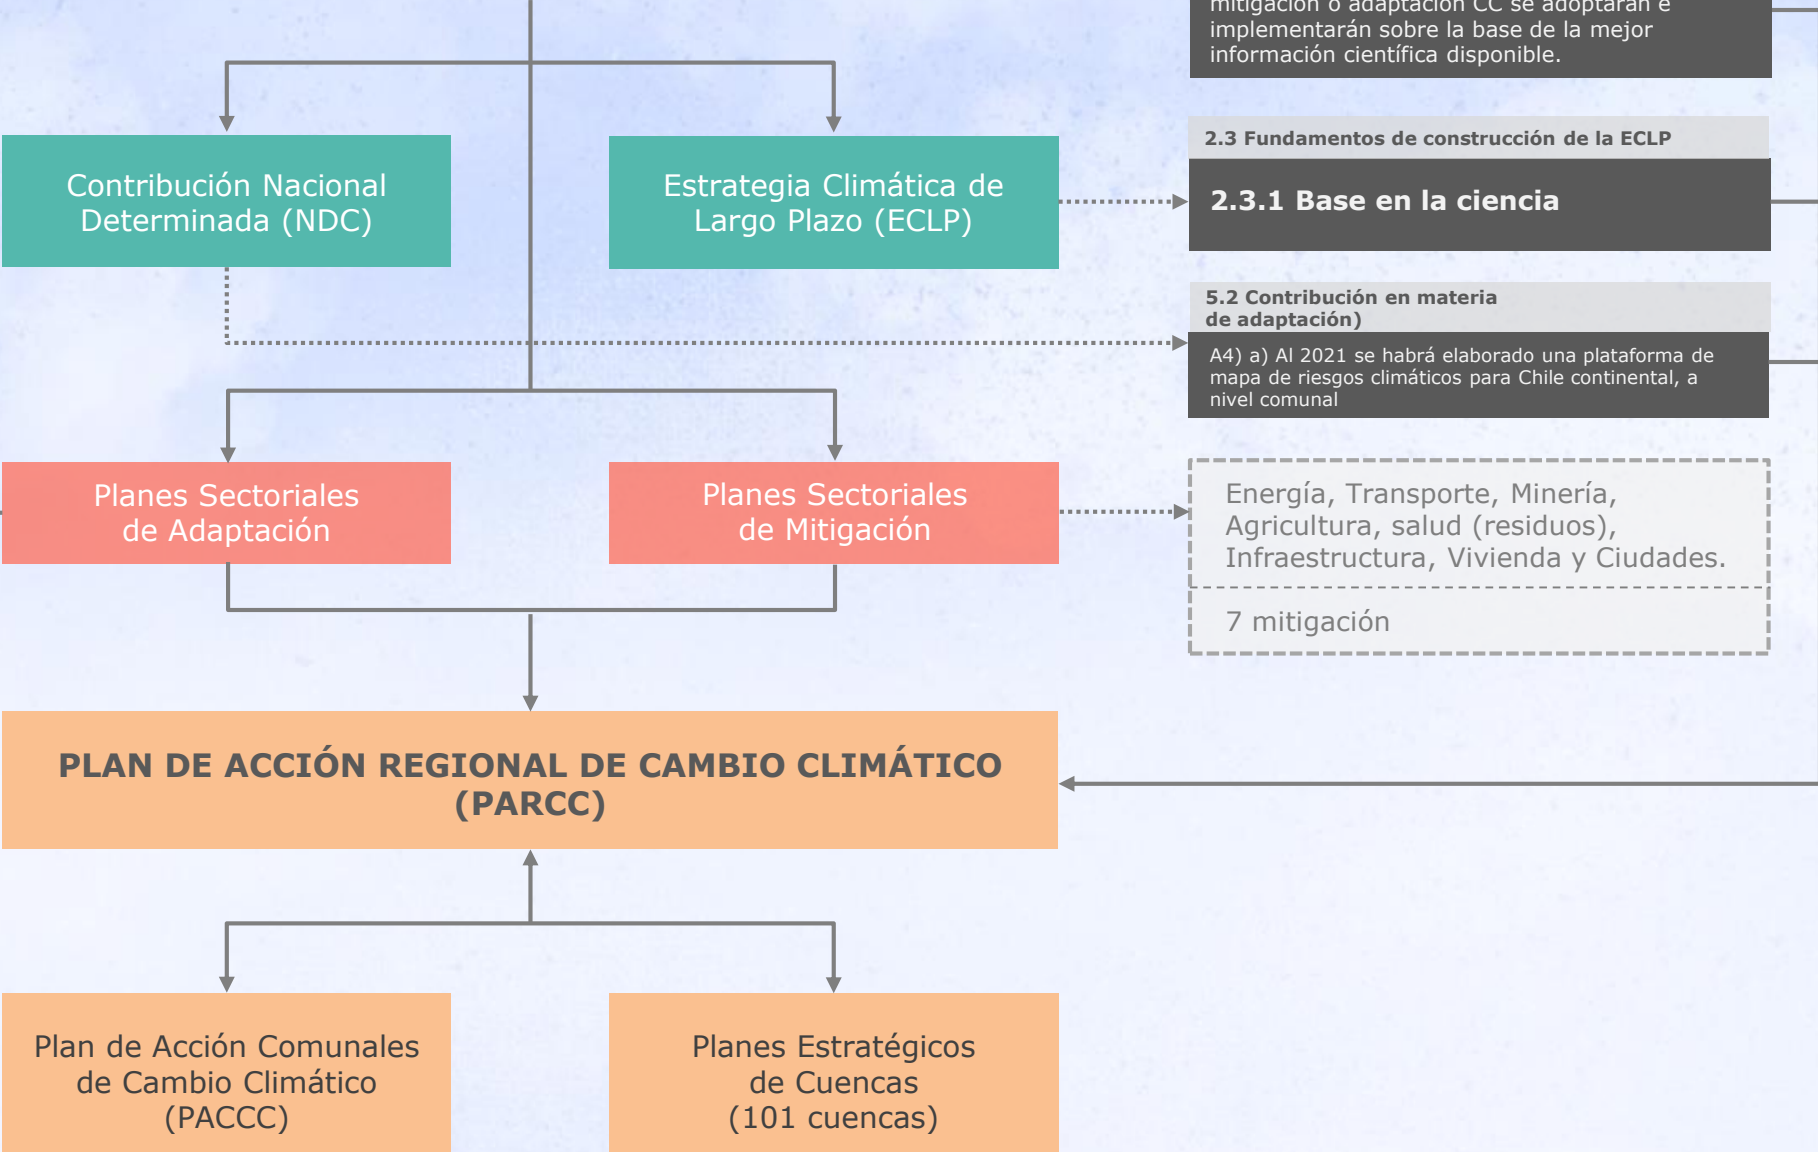 mitigación o adaptación CC se adoptarán e
implementarán sobre la base de la mejor
información científica disponible.
Contribución Nacional
Determinada (NDC)
Estrategia Climática de
Largo Plazo (ECLP)
2.3 Fundamentos de construcción de la ECLP
2.3.1 Base en la ciencia
5.2 Contribución en materia
de adaptación)
A4) a) Al 2021 se habrá elaborado una plataforma de
mapa de riesgos climáticos para Chile continental, a
nivel comunal
Planes Sectoriales
de Adaptación
Planes Sectoriales
de Mitigación
Energía, Transporte, Minería,
Agricultura, salud (residuos),
Infraestructura, Vivienda y Ciudades.
7 mitigación
PLAN DE ACCIÓN REGIONAL DE CAMBIO CLIMÁTICO
(PARCC)
Plan de Acción Comunales
de Cambio Climático
(PACCC)
Planes Estratégicos
de Cuencas
(101 cuencas)